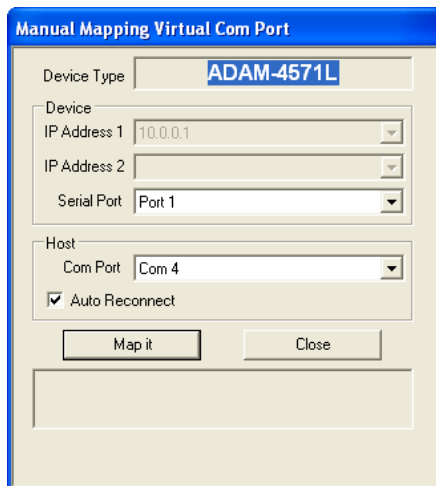 Manual Mapping Virtual Com Port
Device Type ADAM-4571L
Device
IP Address 1 10.0.0.1
IP Address 2
Serial Port Port 1
Host
Com Port Com 4
Auto Reconnect
Map it Close